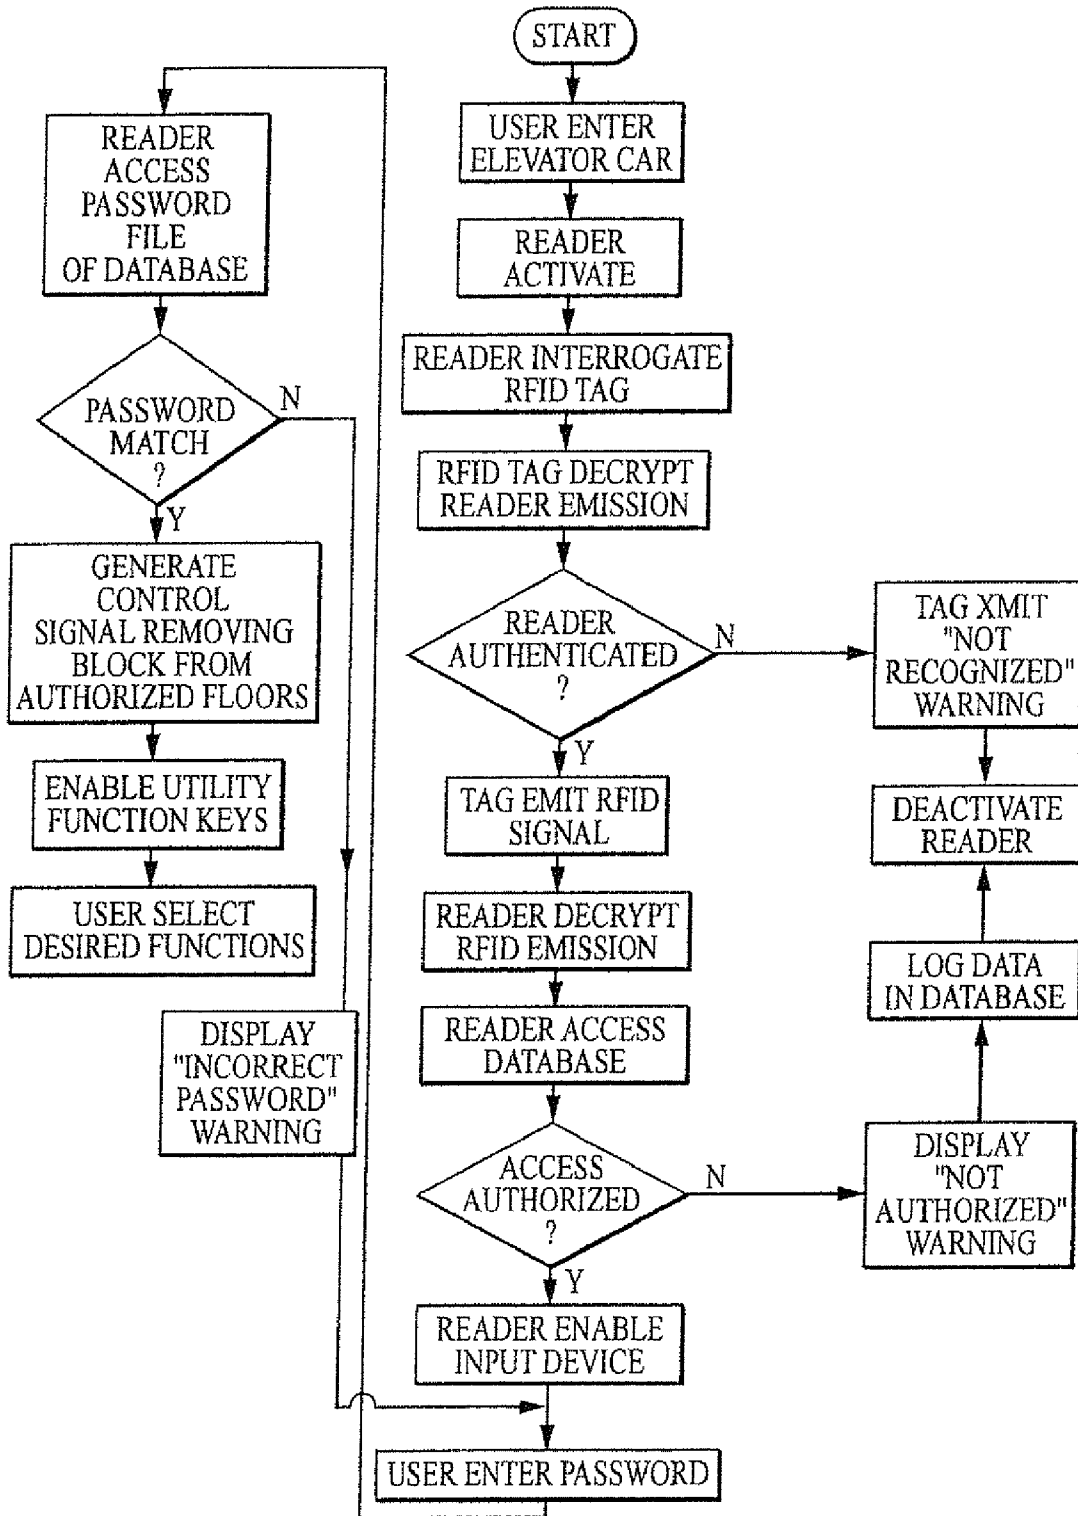 START
USER ENTER
ELEVATOR CAR
READER
ACTIVATE
READER INTERROGATE
RFID TAG
RFID TAG DECRYPT
READER EMISSION
READER
AUTHENTICATED
?
N
Y
TAG XMIT
"NOT
RECOGNIZED"
WARNING
DEACTIVATE
READER
TAG EMIT RFID
SIGNAL
READER DECRYPT
RFID EMISSION
READER ACCESS
DATABASE
LOG DATA
IN DATABASE
ACCESS
AUTHORIZED
?
N
Y
DISPLAY
"NOT
AUTHORIZED"
WARNING
READER ENABLE
INPUT DEVICE
USER ENTER PASSWORD
READER
ACCESS
PASSWORD
FILE
OF DATABASE
PASSWORD
MATCH
?
N
Y
GENERATE
CONTROL
SIGNAL REMOVING
BLOCK FROM
AUTHORIZED FLOORS
ENABLE UTILITY
FUNCTION KEYS
USER SELECT
DESIRED FUNCTIONS
DISPLAY
"INCORRECT
PASSWORD"
WARNING